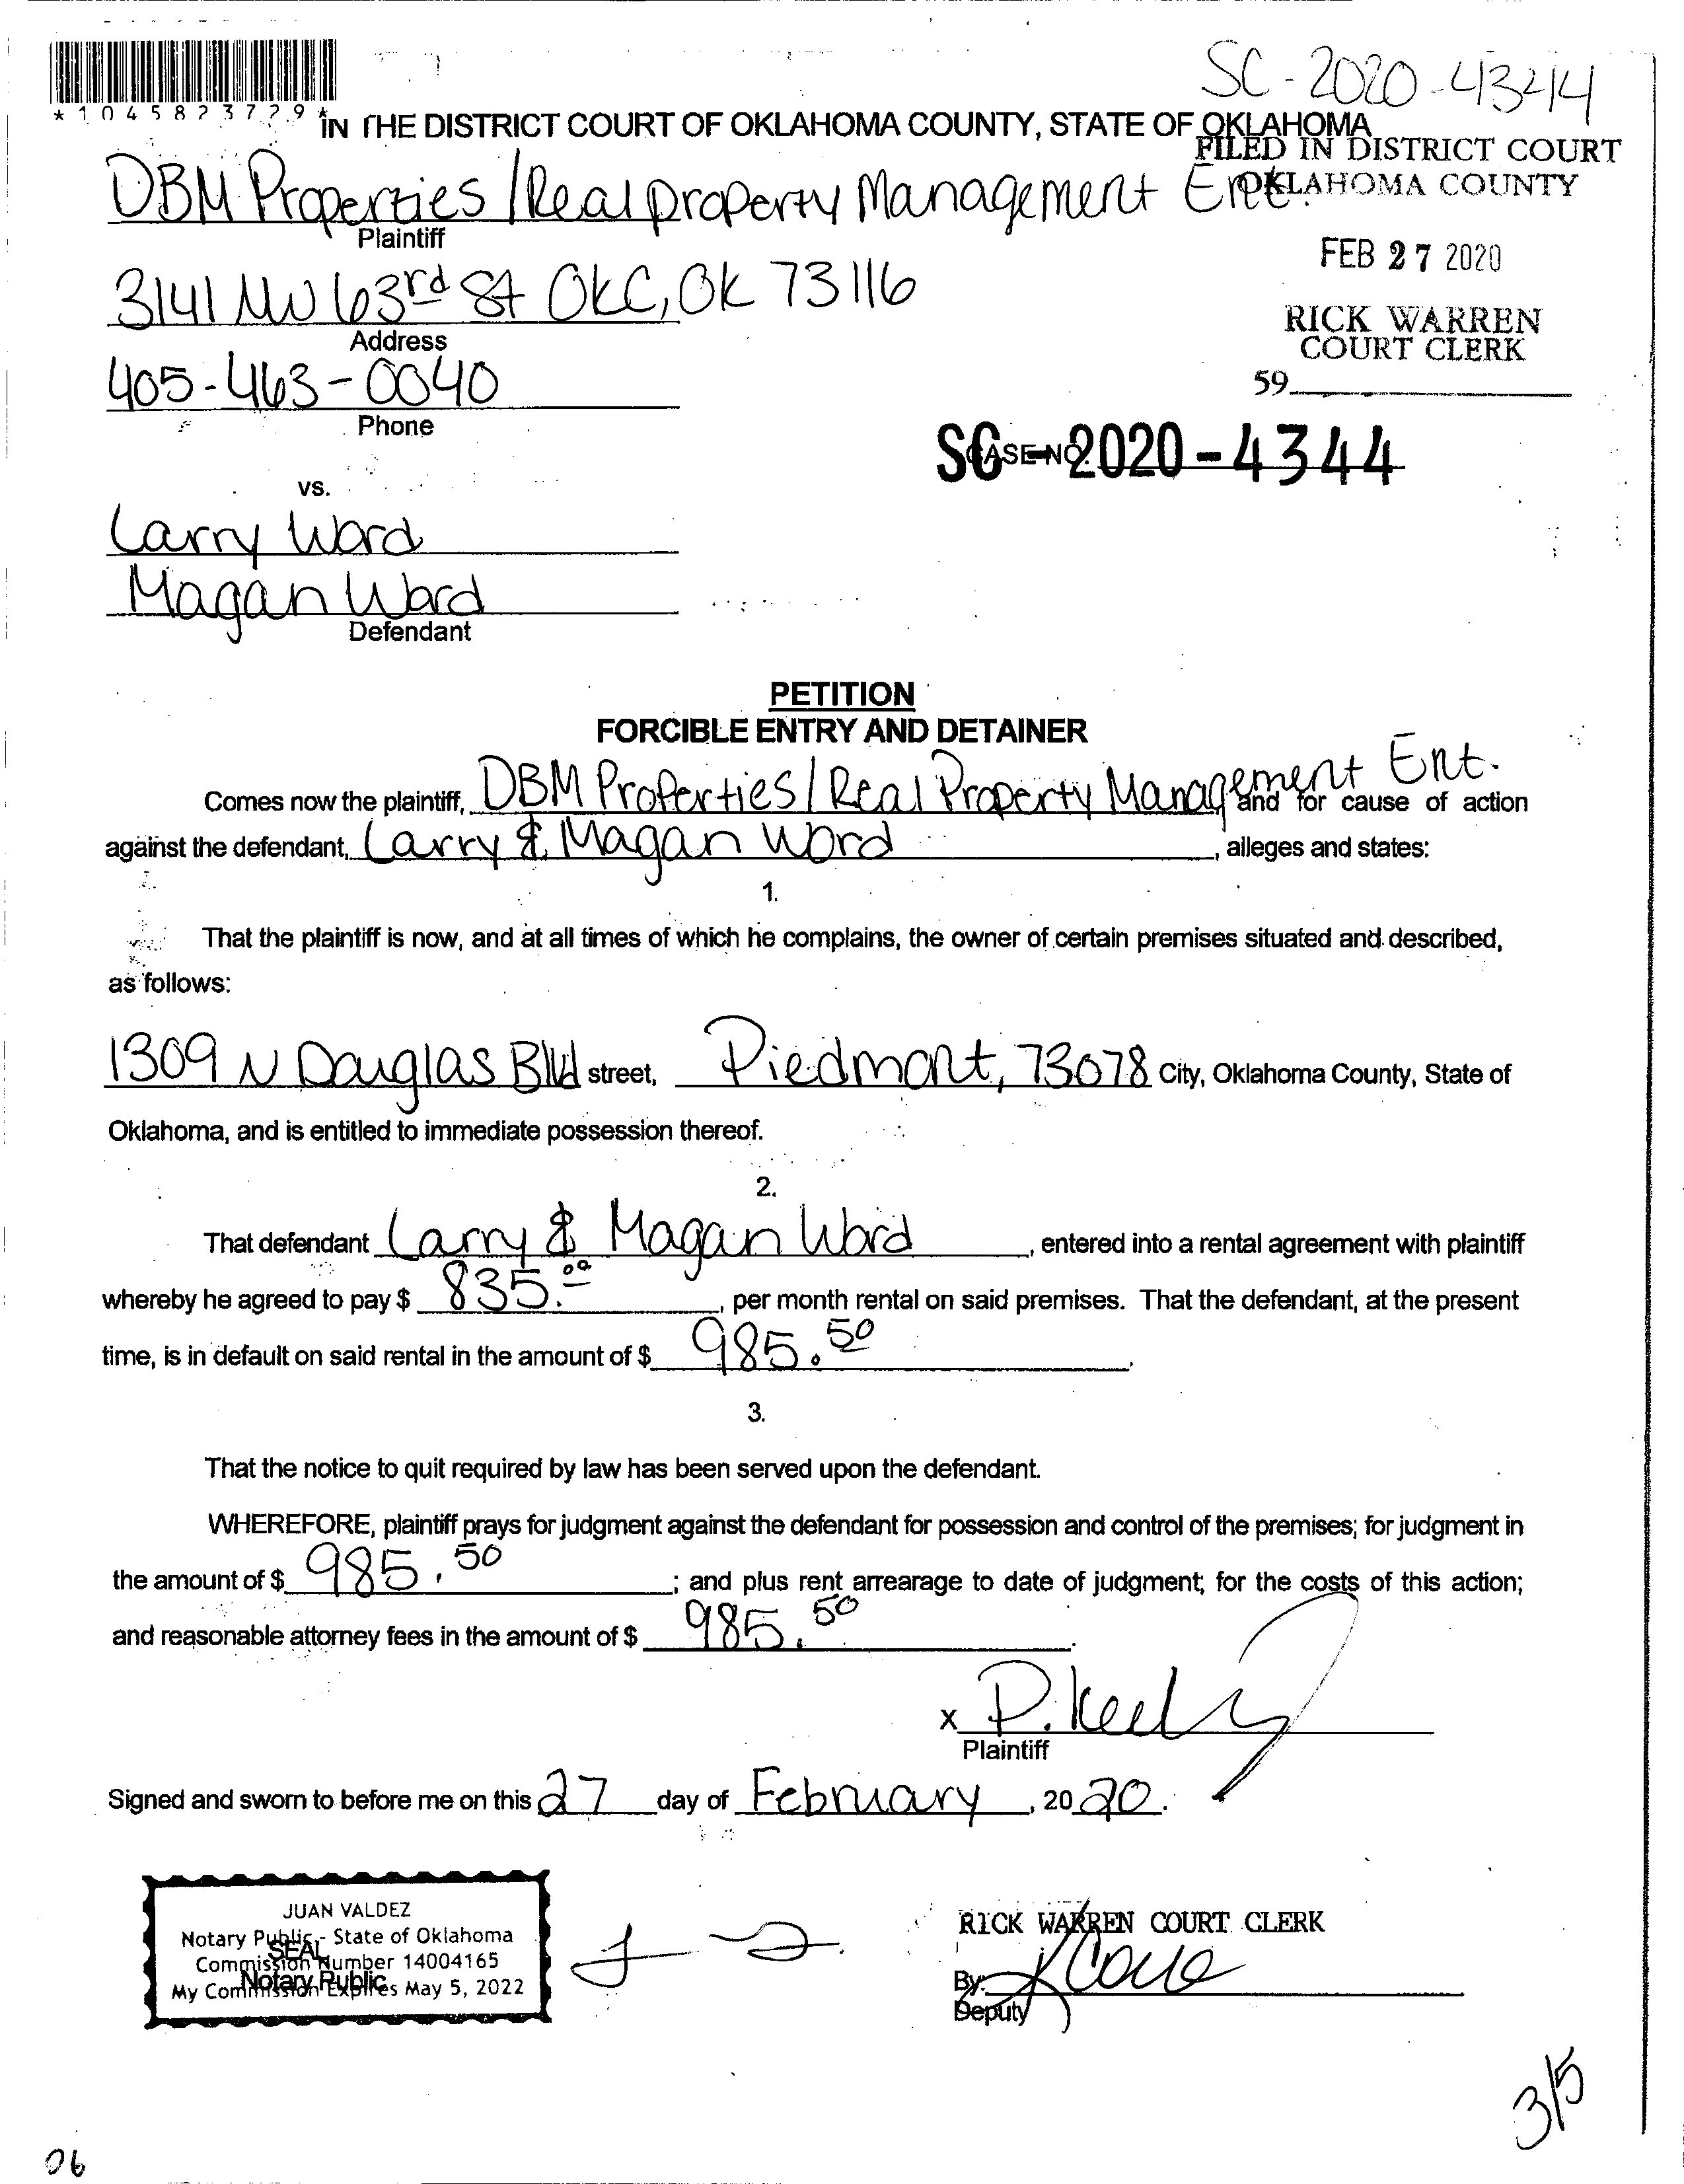 SC-2020-4344
*1045823729*
IN THE DISTRICT COURT OF OKLAHOMA COUNTY, STATE OF OKLAHOMA
FILED IN DISTRICT COURT
OKLAHOMA COUNTY
DBM Properties / Real property Management Ent.
Plaintiff
FEB 27 2020
3141 NW 63rd St OKC, OK 73116
Address
RICK WARREN
COURT CLERK
405-463-0040
59
Phone
CASE NO.
SC-2020-4344
vs.
Larry Ward
Magan Ward
Defendant
PETITION
FORCIBLE ENTRY AND DETAINER
Comes now the plaintiff, DBM Properties / Real Property Management Ent. and for cause of action
against the defendant, Larry & Magan Word, alleges and states:
1.
That the plaintiff is now, and at all times of which he complains, the owner of certain premises situated and described,
as follows:
1309 N Douglas Blvd street, Piedmont, 73078 City, Oklahoma County, State of
Oklahoma, and is entitled to immediate possession thereof.
2.
That defendant Larry & Magan Ward, entered into a rental agreement with plaintiff
whereby he agreed to pay $ 835.00, per month rental on said premises. That the defendant, at the present
time, is in default on said rental in the amount of $ 985.50.
3.
That the notice to quit required by law has been served upon the defendant.
WHEREFORE, plaintiff prays for judgment against the defendant for possession and control of the premises; for judgment in
the amount of $ 985.50; and plus rent arrearage to date of judgment; for the costs of this action;
and reasonable attorney fees in the amount of $ 985.50.
x P. Keely
Plaintiff
Signed and sworn to before me on this 27 day of February, 2020.
JUAN VALDEZ
Notary Public - State of Oklahoma
SEAL
Commission Number 14004165
Notary Public
My Commission Expires May 5, 2022
RICK WARREN COURT CLERK
By:
Deputy
3/5
06